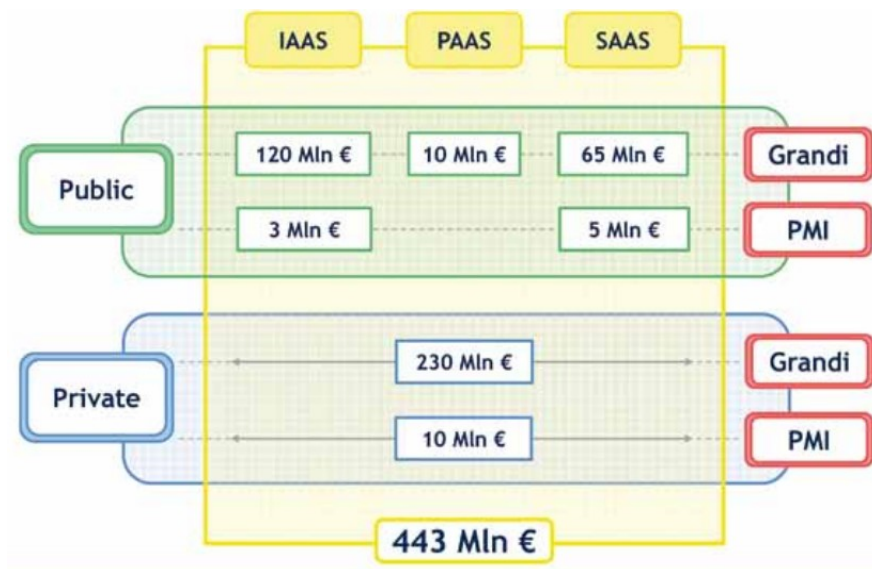 IAAS PAAS SAAS
Public
120 Mln € 10 Mln € 65 Mln € Grandi
3 Mln € 5 Mln € PMI
Private
230 Mln € Grandi
10 Mln € PMI
443 Mln €